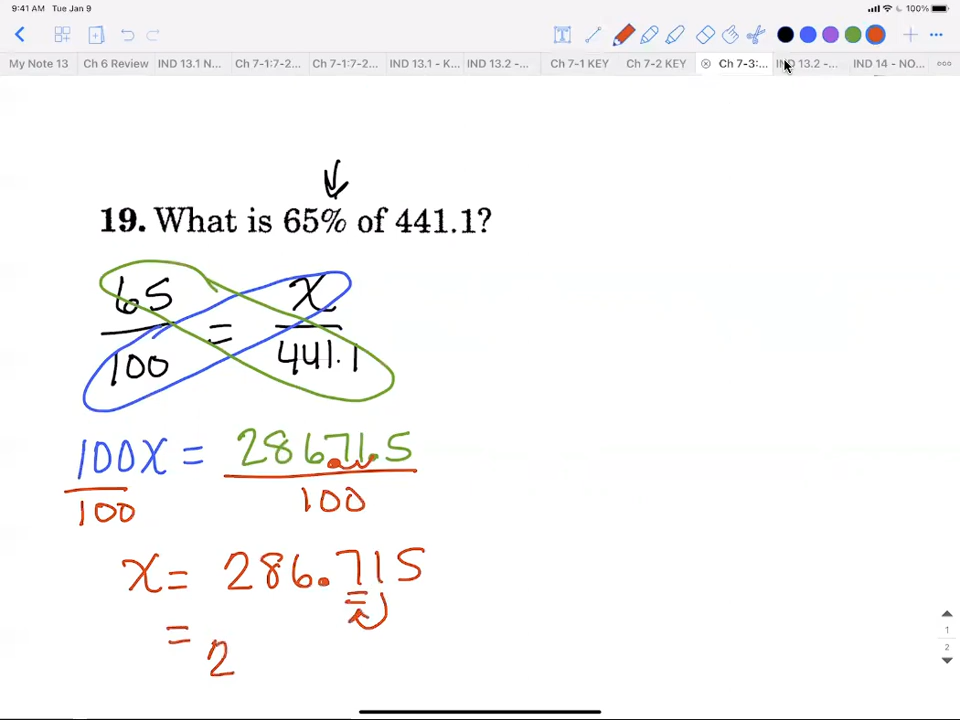 9:41 AM Tue Jan 9
100%
My Note 13
Ch 6 Review
IND 13.1 N...
Ch 7-1:7-2...
Ch 7-1:7-2...
IND 13.1 - K...
IND 13.2 -...
Ch 7-1 KEY
Ch 7-2 KEY
Ch 7-3:...
IND 13.2 -...
IND 14 - NO...
19. What is 65% of 441.1?
65 / 100 = x / 441.1
100x = 28671.5
100 100
x = 286.715
= 2
1
2